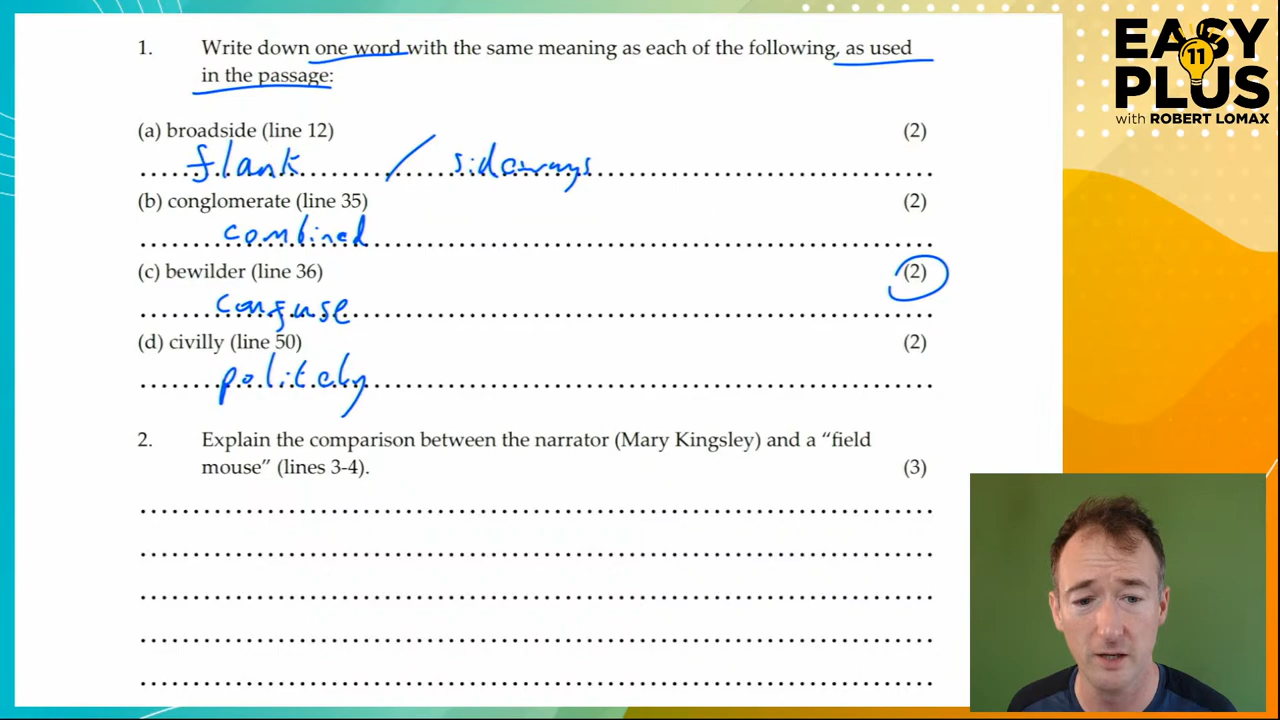 1. Write down one word with the same meaning as each of the following, as used
in the passage:
(a) broadside (line 12) (2)
flank / sideways
(b) conglomerate (line 35) (2)
combined
(c) bewilder (line 36) (2)
confuse
(d) civilly (line 50) (2)
politely
2. Explain the comparison between the narrator (Mary Kingsley) and a “field
mouse” (lines 3-4). (3)
EASY
11
PLUS
with ROBERT LOMAX